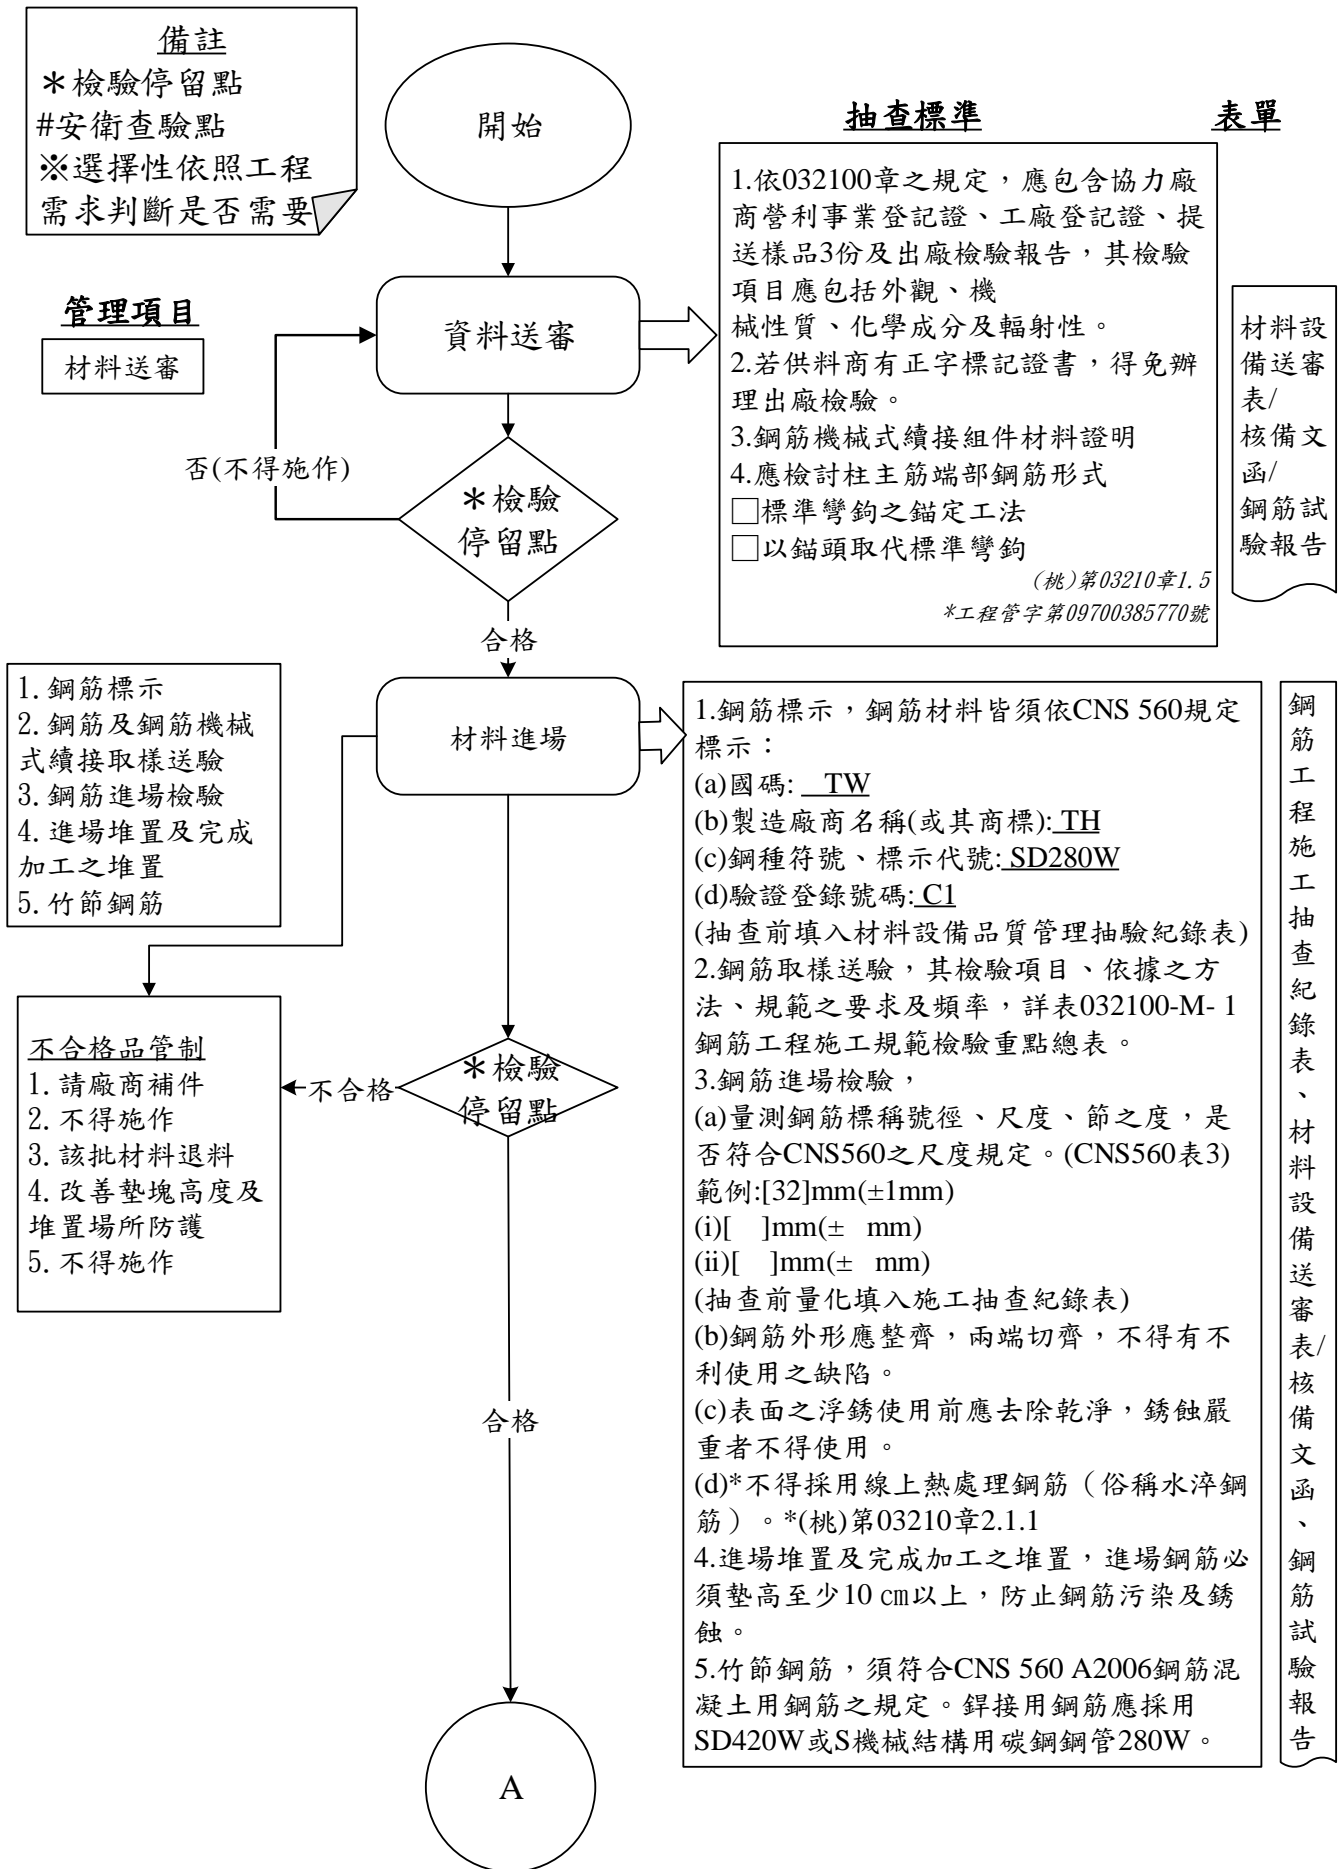 備註
＊檢驗停留點
#安衛查驗點
※選擇性依照工程
需求判斷是否需要
開始
抽查標準
表單
管理項目
材料送審
資料送審
1.依032100章之規定，應包含協力廠
商營利事業登記證、工廠登記證、提
送樣品3份及出廠檢驗報告，其檢驗
項目應包括外觀、機
械性質、化學成分及輻射性。
2.若供料商有正字標記證書，得免辦
理出廠檢驗。
3.鋼筋機械式續接組件材料證明
4.應檢討柱主筋端部鋼筋形式
□標準彎鉤之錨定工法
□以錨頭取代標準彎鉤
(桃)第03210章1.5
*工程管字第09700385770號
材料設
備送審
表/
核備文
函/
鋼筋試
驗報告
否(不得施作)
＊檢驗
停留點
合格
1.鋼筋標示
2.鋼筋及鋼筋機械
式續接取樣送驗
3.鋼筋進場檢驗
4.進場堆置及完成
加工之堆置
5.竹節鋼筋
材料進場
1.鋼筋標示，鋼筋材料皆須依CNS 560規定
標示：
(a)國碼: TW
(b)製造廠商名稱(或其商標): TH
(c)鋼種符號、標示代號: SD280W
(d)驗證登錄號碼: C1
(抽查前填入材料設備品質管理抽驗紀錄表)
2.鋼筋取樣送驗，其檢驗項目、依據之方
法、規範之要求及頻率，詳表032100-M- 1
鋼筋工程施工規範檢驗重點總表。
3.鋼筋進場檢驗，
(a)量測鋼筋標稱號徑、尺度、節之度，是
否符合CNS560之尺度規定。(CNS560表3)
範例:[32]mm(±1mm)
(i)[ ]mm(± mm)
(ii)[ ]mm(± mm)
(抽查前量化填入施工抽查紀錄表)
(b)鋼筋外形應整齊，兩端切齊，不得有不
利使用之缺陷。
(c)表面之浮銹使用前應去除乾淨，銹蝕嚴
重者不得使用。
(d)*不得採用線上熱處理鋼筋（俗稱水淬鋼
筋）。*(桃)第03210章2.1.1
4.進場堆置及完成加工之堆置，進場鋼筋必
須墊高至少10 ㎝以上，防止鋼筋污染及銹
蝕。
5.竹節鋼筋，須符合CNS 560 A2006鋼筋混
凝土用鋼筋之規定。銲接用鋼筋應採用
SD420W或S機械結構用碳鋼鋼管280W。
鋼筋工程施工抽查紀錄表、材料設備送審表/核備文函、鋼筋試驗報告
不合格品管制
1.請廠商補件
2.不得施作
3.該批材料退料
4.改善墊塊高度及
堆置場所防護
5.不得施作
不合格
＊檢驗
停留點
合格
A